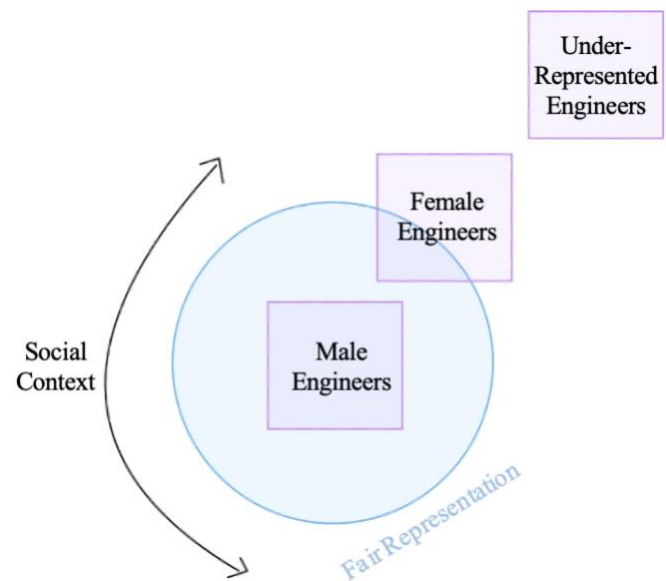 Under-
Represented
Engineers
Female
Engineers
Social
Context
Male
Engineers
Fair Representation